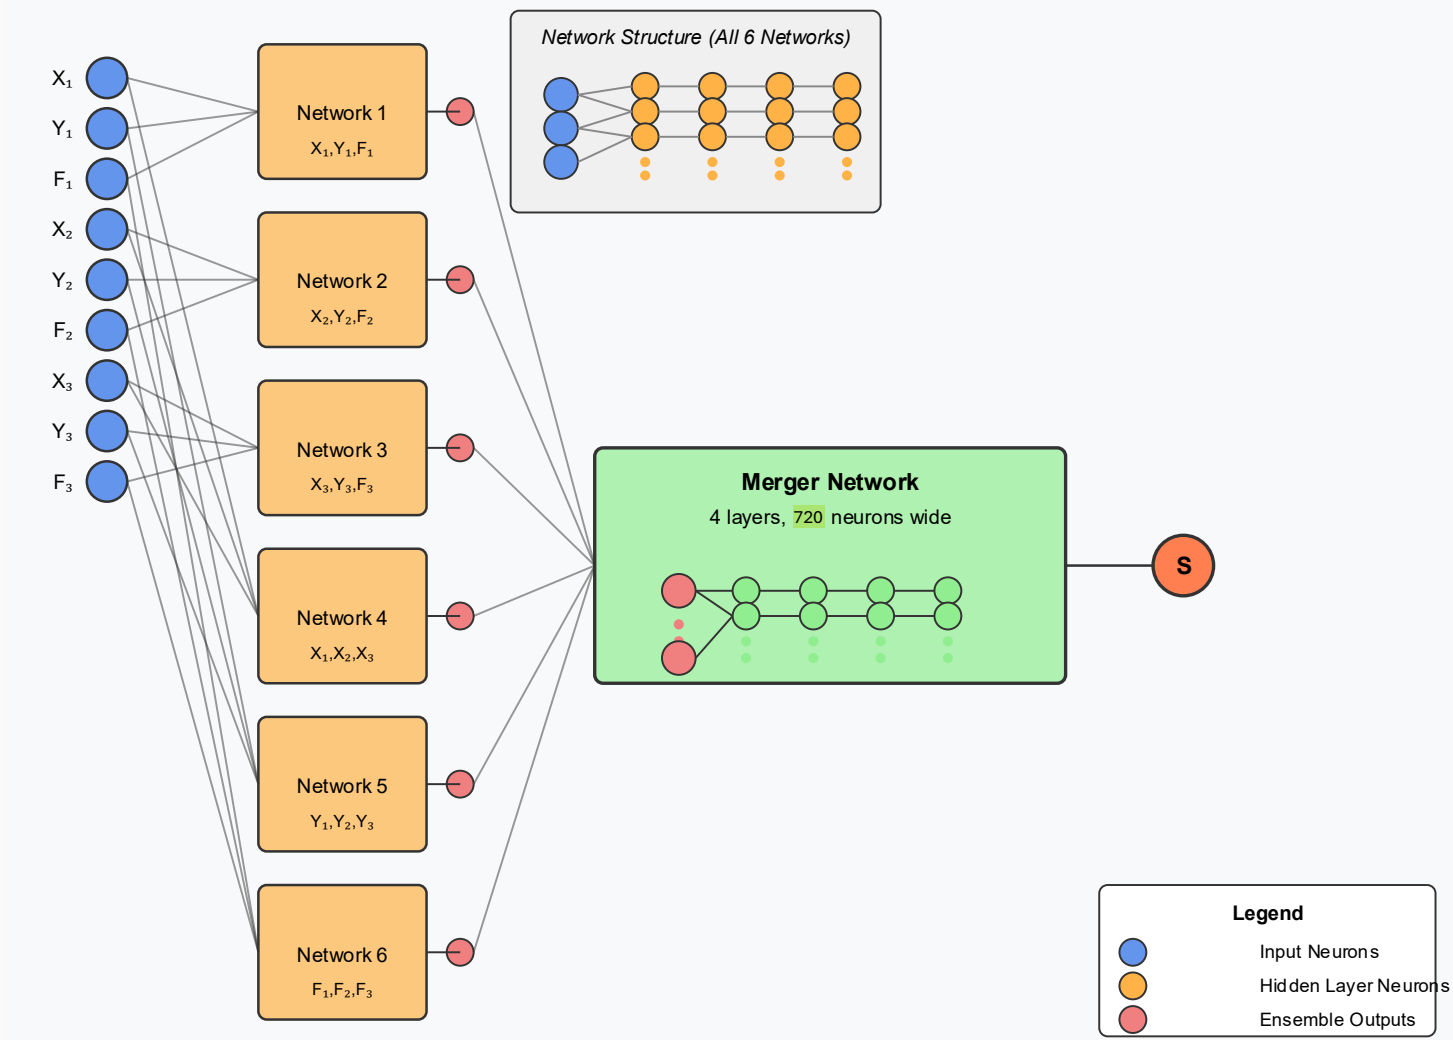 Network Structure (All 6 Networks)
X₁
Y₁
F₁
X₂
Y₂
F₂
X₃
Y₃
F₃
Network 1
X₁,Y₁,F₁
Network 2
X₂,Y₂,F₂
Network 3
X₃,Y₃,F₃
Network 4
X₁,X₂,X₃
Network 5
Y₁,Y₂,Y₃
Network 6
F₁,F₂,F₃
Merger Network
4 layers, 720 neurons wide
S
Legend
Input Neurons
Hidden Layer Neurons
Ensemble Outputs